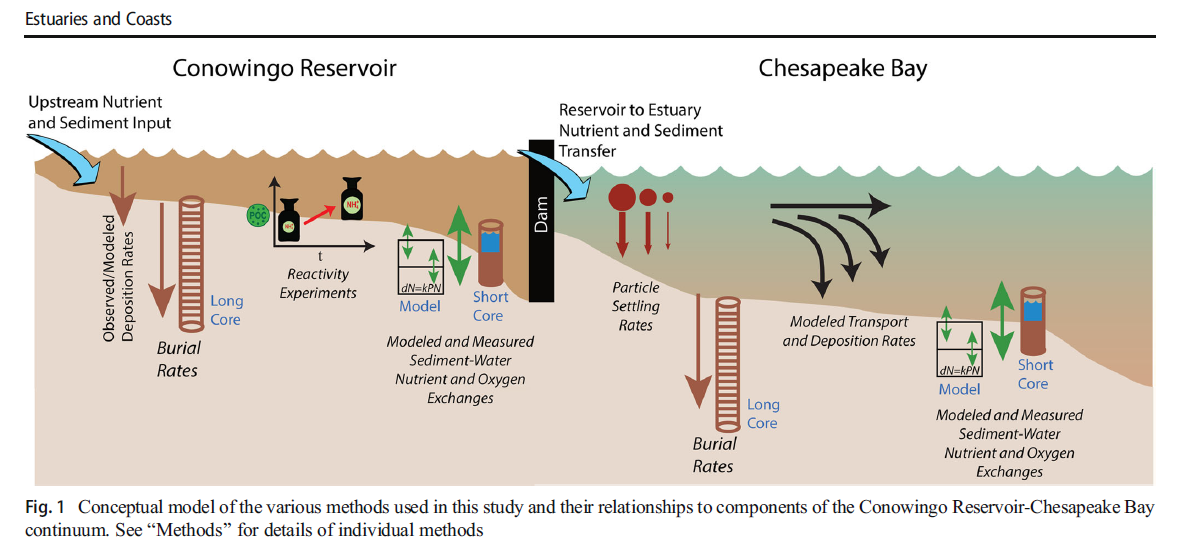 Estuaries and Coasts
Conowingo Reservoir
Chesapeake Bay
Upstream Nutrient
and Sediment Input
Reservoir to Estuary
Nutrient and Sediment
Transfer
Observed/Modeled
Deposition Rates
Long
Core
Burial
Rates
POC
NH₄⁺
NH₄⁺
t
Reactivity
Experiments
dN=kPN
Model
Short
Core
Modeled and Measured
Sediment-Water
Nutrient and Oxygen
Exchanges
Dam
Particle
Settling
Rates
Long
Core
Burial
Rates
Modeled Transport
and Deposition Rates
dN=kPN
Model
Short
Core
Modeled and Measured
Sediment-Water
Nutrient and Oxygen
Exchanges
Fig. 1 Conceptual model of the various methods used in this study and their relationships to components of the Conowingo Reservoir-Chesapeake Bay
continuum. See “Methods” for details of individual methods